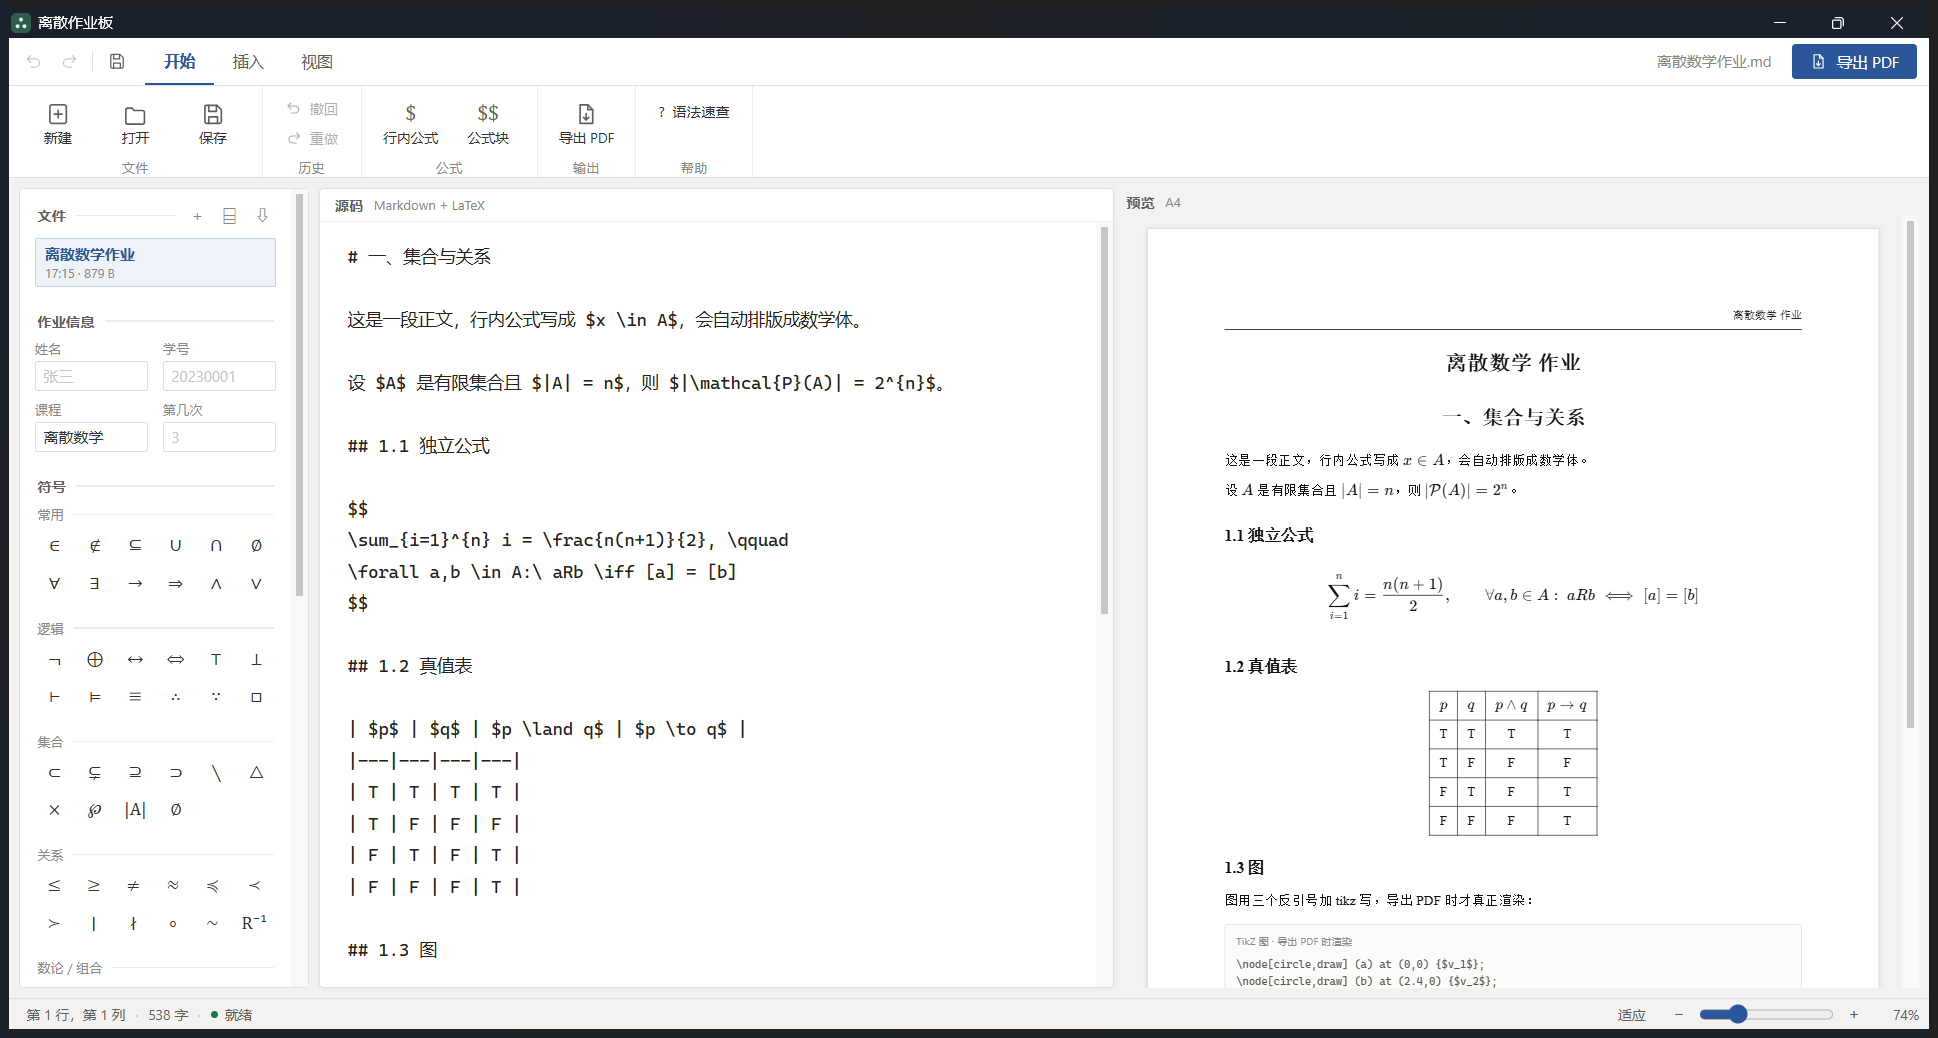 离散作业板
开始 插入 视图 离散数学作业.md 导出 PDF
新建 打开 保存 撤回 重做 $ 行内公式 $$ 公式块 导出 PDF ? 语法速查
文件 历史 公式 输出 帮助
文件 +
离散数学作业
17:15 · 879 B
作业信息
姓名 学号
张三 20230001
课程 第几次
离散数学 3
符号
常用
∈ ∉ ⊆ ∪ ∩ ∅
∀ ∃ → ⇒ ∧ ∨
逻辑
¬ ⊕ ↔ ⇔ ⊤ ⊥
⊢ ⊨ ≡ ∴ ∵ □
集合
⊂ ⊊ ⊇ ⊃ \ △
× ℘ |A| ∅
关系
≤ ≥ ≠ ≈ ≼ ≺
≻ ∣ ∤ ∘ ∼ R⁻¹
数论 / 组合
源码 Markdown + LaTeX
# 一、集合与关系
这是一段正文，行内公式写成 $x \in A$，会自动排版成数学体。
设 $A$ 是有限集合且 $|A| = n$，则 $|\mathcal{P}(A)| = 2^{n}$。
## 1.1 独立公式
$$
\sum_{i=1}^{n} i = \frac{n(n+1)}{2}, \qquad
\forall a,b \in A:\ aRb \iff [a] = [b]
$$
## 1.2 真值表
| $p$ | $q$ | $p \land q$ | $p \to q$ |
|---|---|---|---|
| T | T | T | T |
| T | F | F | F |
| F | T | F | T |
| F | F | F | T |
## 1.3 图
预览 A4
离散数学 作业
离散数学 作业
一、集合与关系
这是一段正文，行内公式写成 x ∈ A，会自动排版成数学体。
设 A 是有限集合且 |A| = n，则 |𝒫(A)| = 2ⁿ。
1.1 独立公式
∑_{i=1}^{n} i = n(n + 1)/2, ∀a, b ∈ A : aRb ⟺ [a] = [b]
1.2 真值表
p q p ∧ q p → q
T T T T
T F F F
F T F T
F F F T
1.3 图
图用三个反引号加 tikz 写，导出 PDF 时才真正渲染：
TikZ 图 · 导出 PDF 时渲染
\node[circle,draw] (a) at (0,0) {$v_1$};
\node[circle,draw] (b) at (2.4,0) {$v_2$};
第 1 行，第 1 列 · 538 字 · 就绪 适应 − + 74%